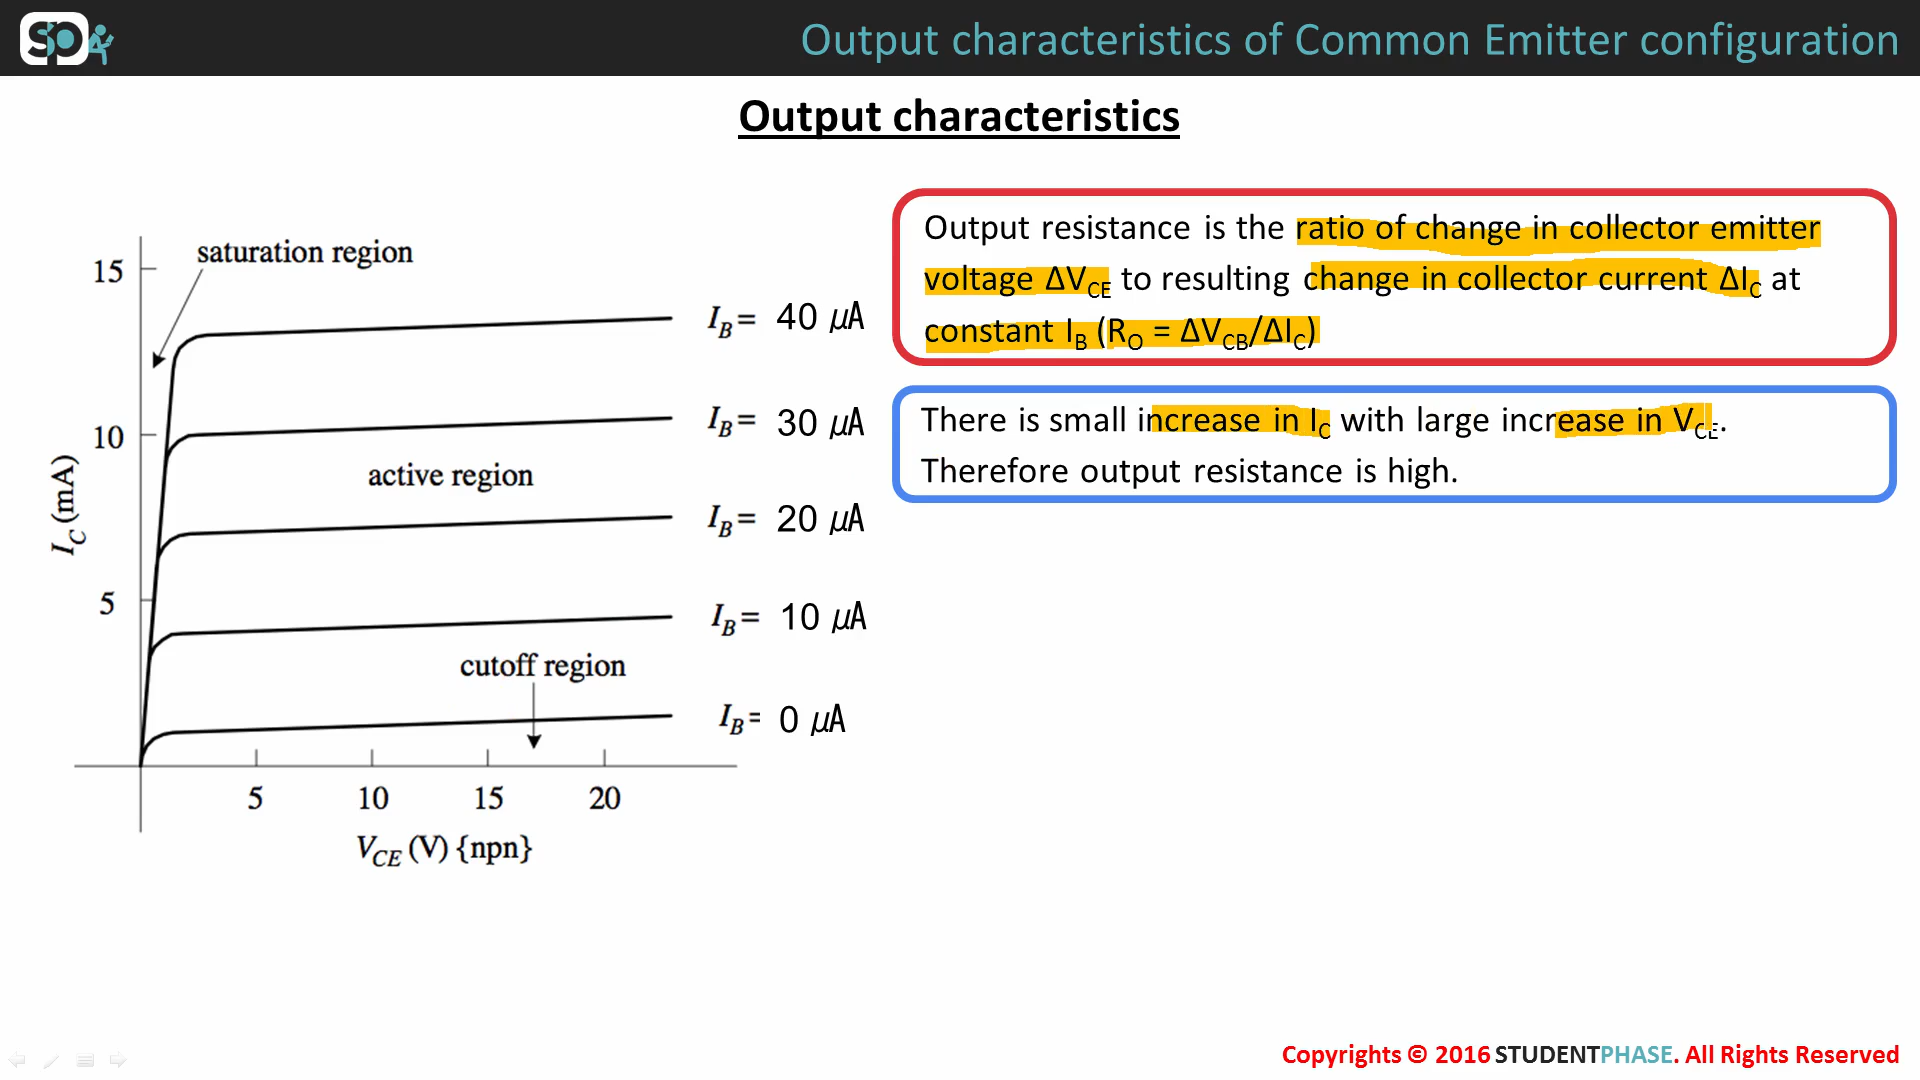 Output characteristics of Common Emitter configuration
Output characteristics
saturation region
15
10
5
I_C (mA)
active region
cutoff region
I_B = 40 μA
I_B = 30 μA
I_B = 20 μA
I_B = 10 μA
I_B = 0 μA
5 10 15 20
V_CE (V) {npn}
Output resistance is the ratio of change in collector emitter
voltage ΔV_CE to resulting change in collector current ΔI_C at
constant I_B (R_O = ΔV_CB/ΔI_C)
There is small increase in I_C with large increase in V_CE.
Therefore output resistance is high.
Copyrights © 2016 STUDENTPHASE. All Rights Reserved